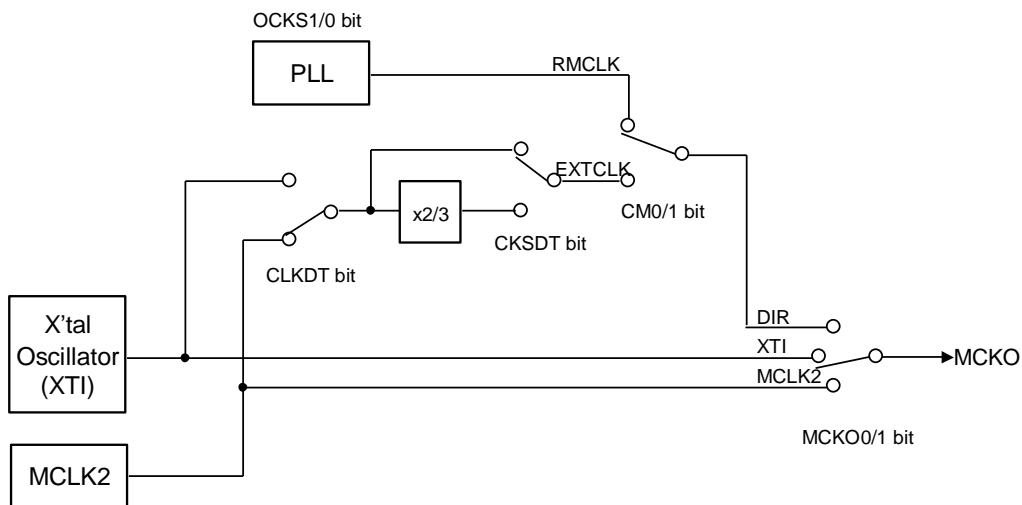 OCKS1/0 bit
PLL
RMCLK
EXTCLK
x2/3
CM0/1 bit
CKSDT bit
CLKDT bit
X'tal
Oscillator
(XTI)
DIR
XTI
MCKO
MCLK2
MCKO0/1 bit
MCLK2